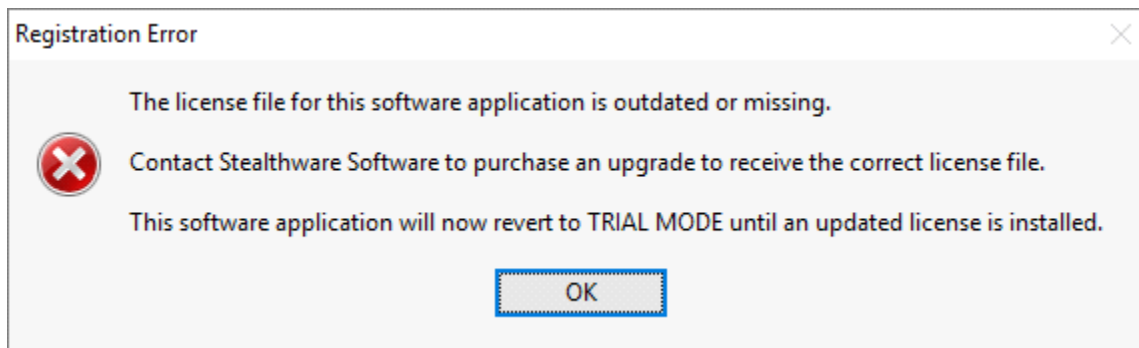 Registration Error
The license file for this software application is outdated or missing.
Contact Stealthware Software to purchase an upgrade to receive the correct license file.
This software application will now revert to TRIAL MODE until an updated license is installed.
OK